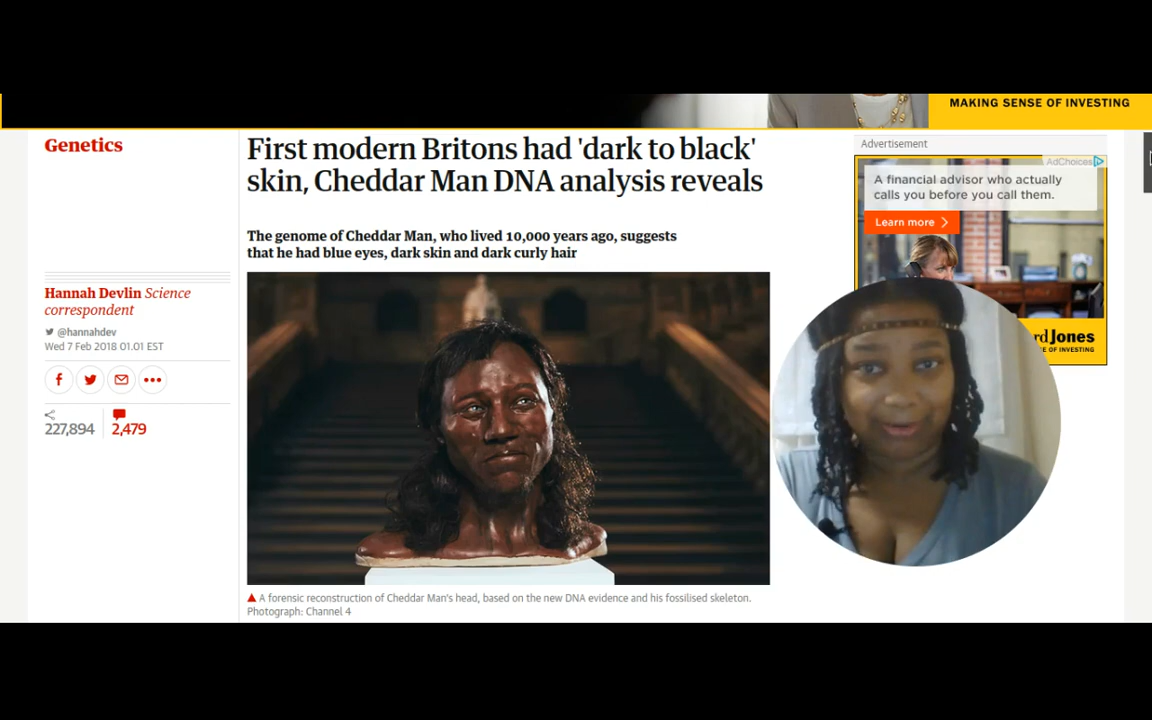 MAKING SENSE OF INVESTING
Genetics
First modern Britons had 'dark to black'
skin, Cheddar Man DNA analysis reveals
The genome of Cheddar Man, who lived 10,000 years ago, suggests
that he had blue eyes, dark skin and dark curly hair
Hannah Devlin Science
correspondent
@hannahdev
Wed 7 Feb 2018 01.01 EST
227,894
2,479
A forensic reconstruction of Cheddar Man's head, based on the new DNA evidence and his fossilised skeleton.
Photograph: Channel 4
Advertisement
AdChoices
A financial advisor who actually
calls you before you call them.
Learn more
Jones
OF INVESTING